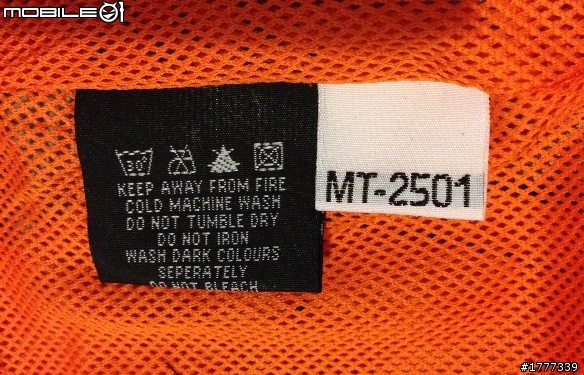 MOBILE01
30°
KEEP AWAY FROM FIRE
COLD MACHINE WASH
DO NOT TUMBLE DRY
DO NOT IRON
WASH DARK COLOURS
SEPERATELY
DO NOT BLEACH
MT-2501
#1777339